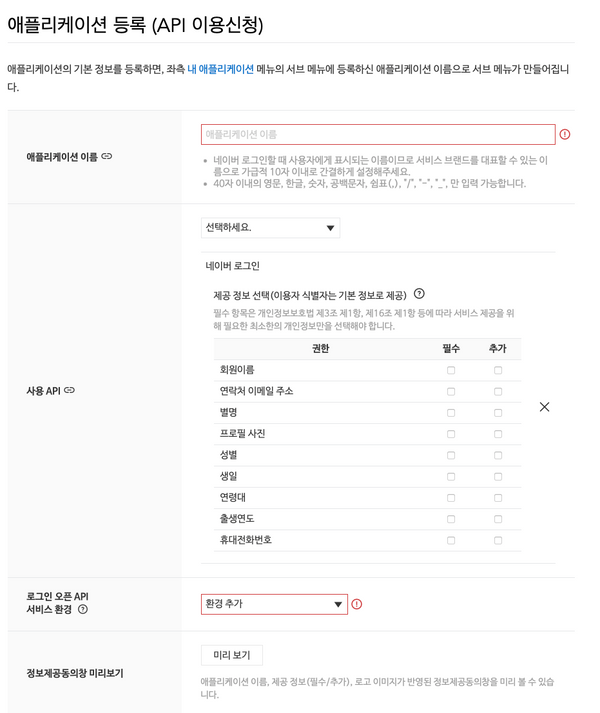 애플리케이션 등록 (API 이용신청)
애플리케이션의 기본 정보를 등록하면, 좌측 내 애플리케이션 메뉴의 서브 메뉴에 등록하신 애플리케이션 이름으로 서브 메뉴가 만들어집니
다.
애플리케이션 이름
애플리케이션 이름
네이버 로그인할 때 사용자에게 표시되는 이름이므로 서비스 브랜드를 대표할 수 있는 이
름으로 가급적 10자 이내로 간결하게 설정해주세요.
40자 이내의 영문, 한글, 숫자, 공백문자, 쉼표(,), "/", "-", "_", 만 입력 가능합니다.
사용 API
선택하세요.
네이버 로그인
제공 정보 선택(이용자 식별자는 기본 정보로 제공)
필수 항목은 개인정보보호법 제3조 제1항, 제16조 제1항 등에 따라 서비스 제공을 위
해 필요한 최소한의 개인정보만을 선택해야 합니다.
권한 필수 추가
회원이름
연락처 이메일 주소
별명
프로필 사진
성별
생일
연령대
출생연도
휴대전화번호
로그인 오픈 API
서비스 환경
환경 추가
정보제공동의창 미리보기
미리 보기
애플리케이션 이름, 제공 정보(필수/추가), 로고 이미지가 반영된 정보제공동의창을 미리 볼 수 있습
니다.